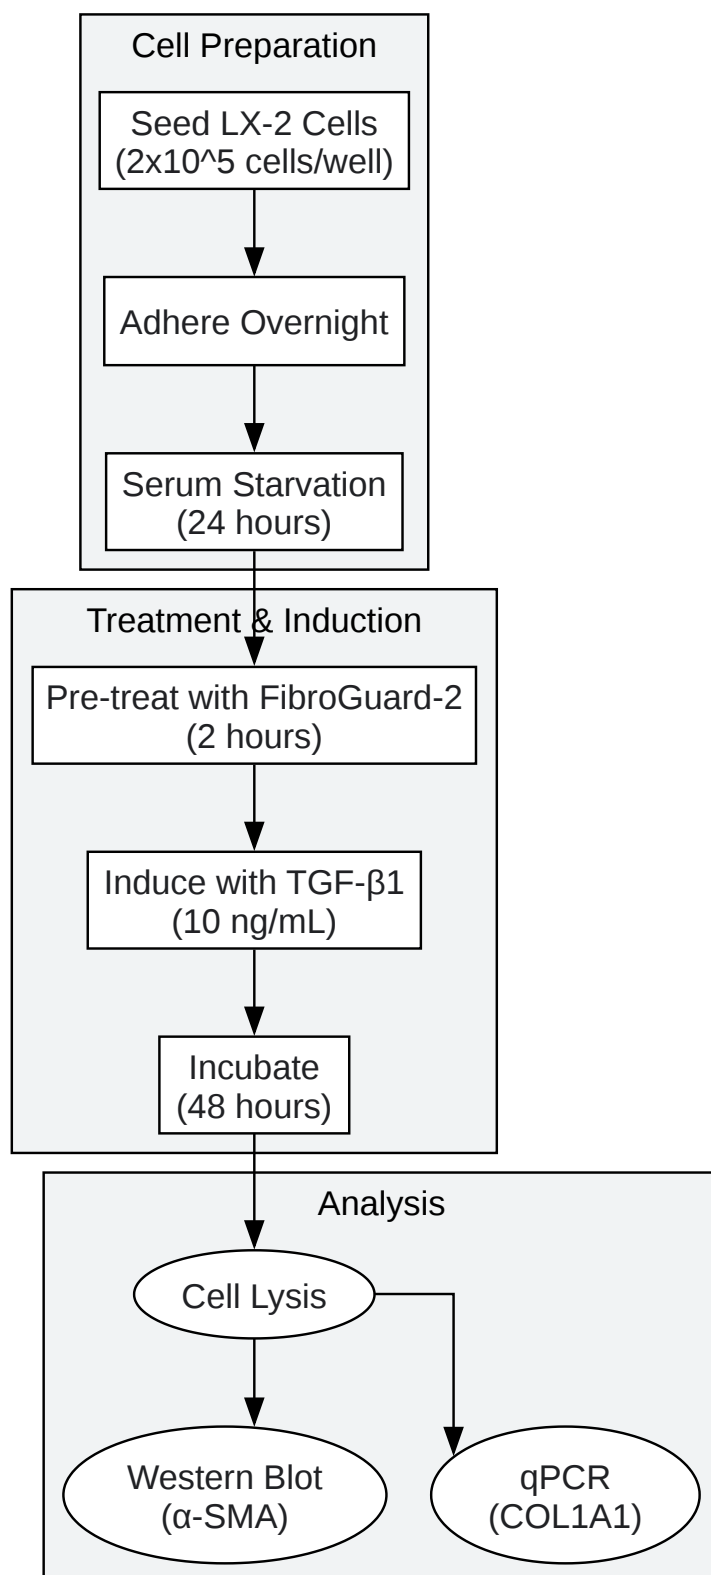 Cell Preparation
Seed LX-2 Cells
(2x10^5 cells/well)
Adhere Overnight
Serum Starvation
(24 hours)
Treatment & Induction
Pre-treat with FibroGuard-2
(2 hours)
Induce with TGF-β1
(10 ng/mL)
Incubate
(48 hours)
Analysis
Cell Lysis
Western Blot
(α-SMA)
qPCR
(COL1A1)